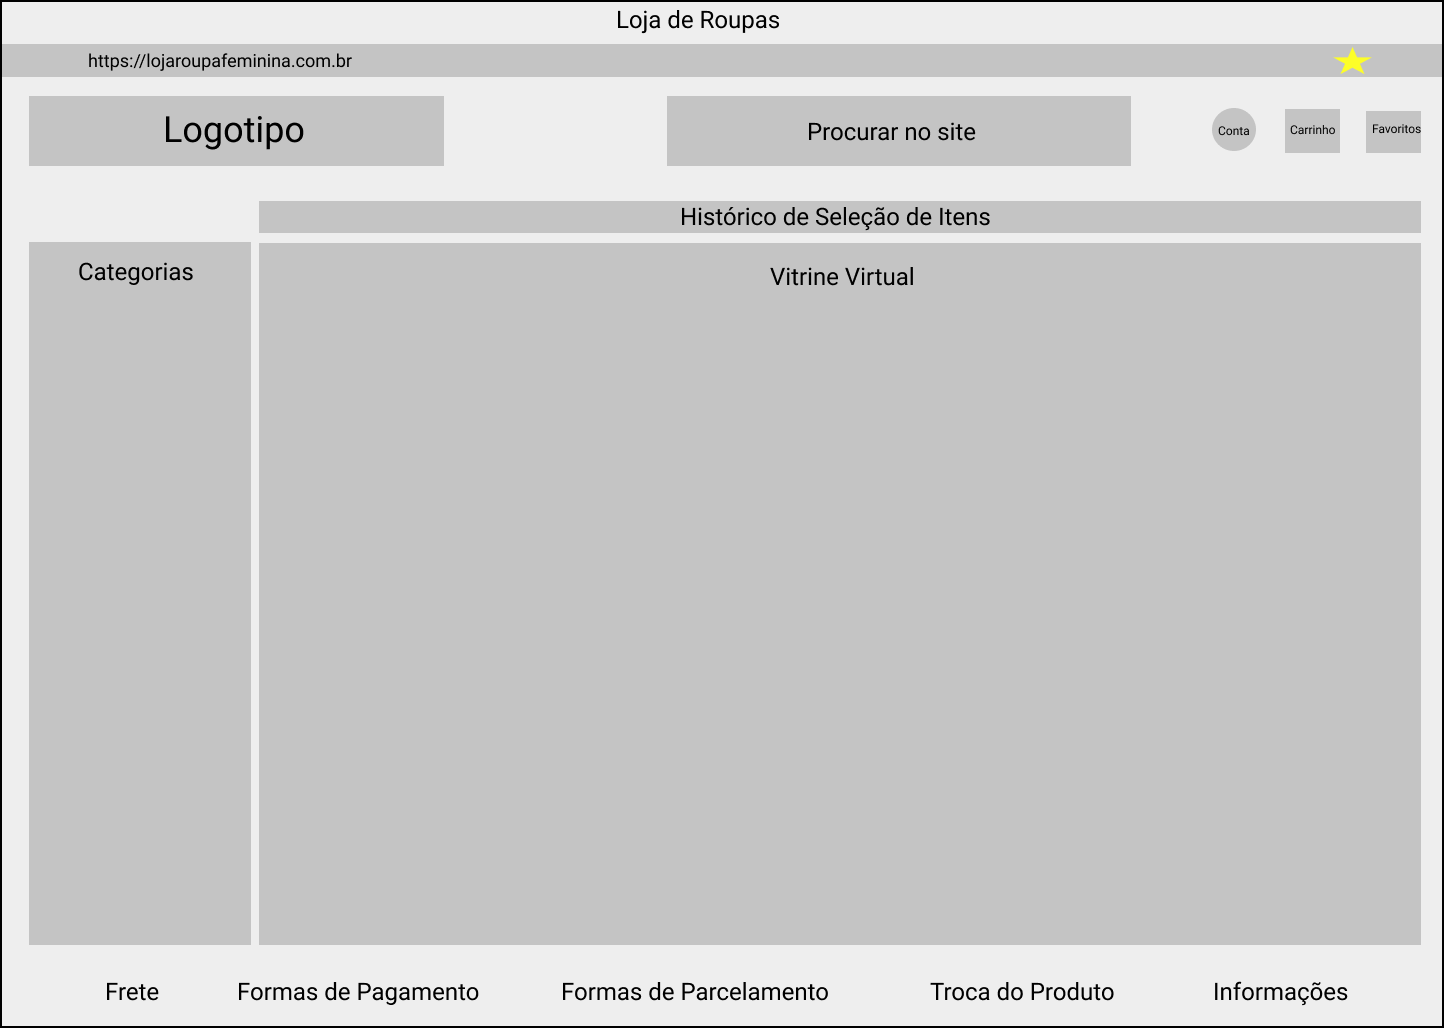 Loja de Roupas
https://lojaroupafeminina.com.br
Logotipo
Procurar no site
Conta
Carrinho
Favoritos
Histórico de Seleção de Itens
Categorias
Vitrine Virtual
Frete
Formas de Pagamento
Formas de Parcelamento
Troca do Produto
Informações